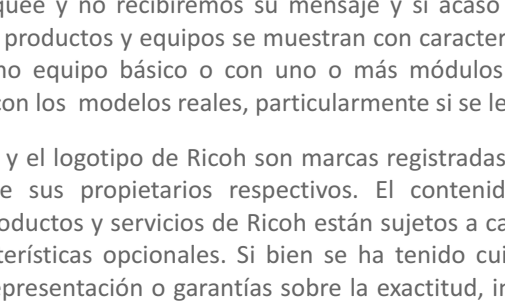 quee y no recibiremos su mensaje y si acaso
productos y equipos se muestran con caracter
no equipo básico o con uno o más módulos
con los modelos reales, particularmente si se le
y el logotipo de Ricoh son marcas registradas
e sus propietarios respectivos. El contenid
oductos y servicios de Ricoh están sujetos a ca
terísticas opcionales. Si bien se ha tenido cui
epresentación o garantías sobre la exactitud, in